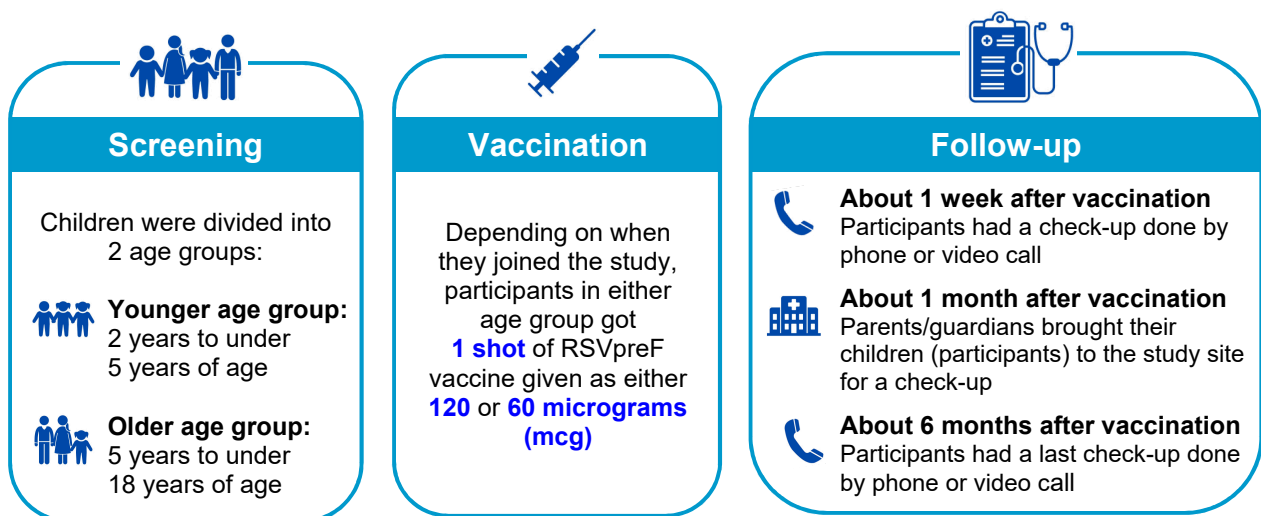 Screening
Children were divided into
2 age groups:
Younger age group:
2 years to under
5 years of age
Older age group:
5 years to under
18 years of age
Vaccination
Depending on when
they joined the study,
participants in either
age group got
1 shot of RSVpreF
vaccine given as either
120 or 60 micrograms
(mcg)
Follow-up
About 1 week after vaccination
Participants had a check-up done by
phone or video call
About 1 month after vaccination
Parents/guardians brought their
children (participants) to the study site
for a check-up
About 6 months after vaccination
Participants had a last check-up done
by phone or video call